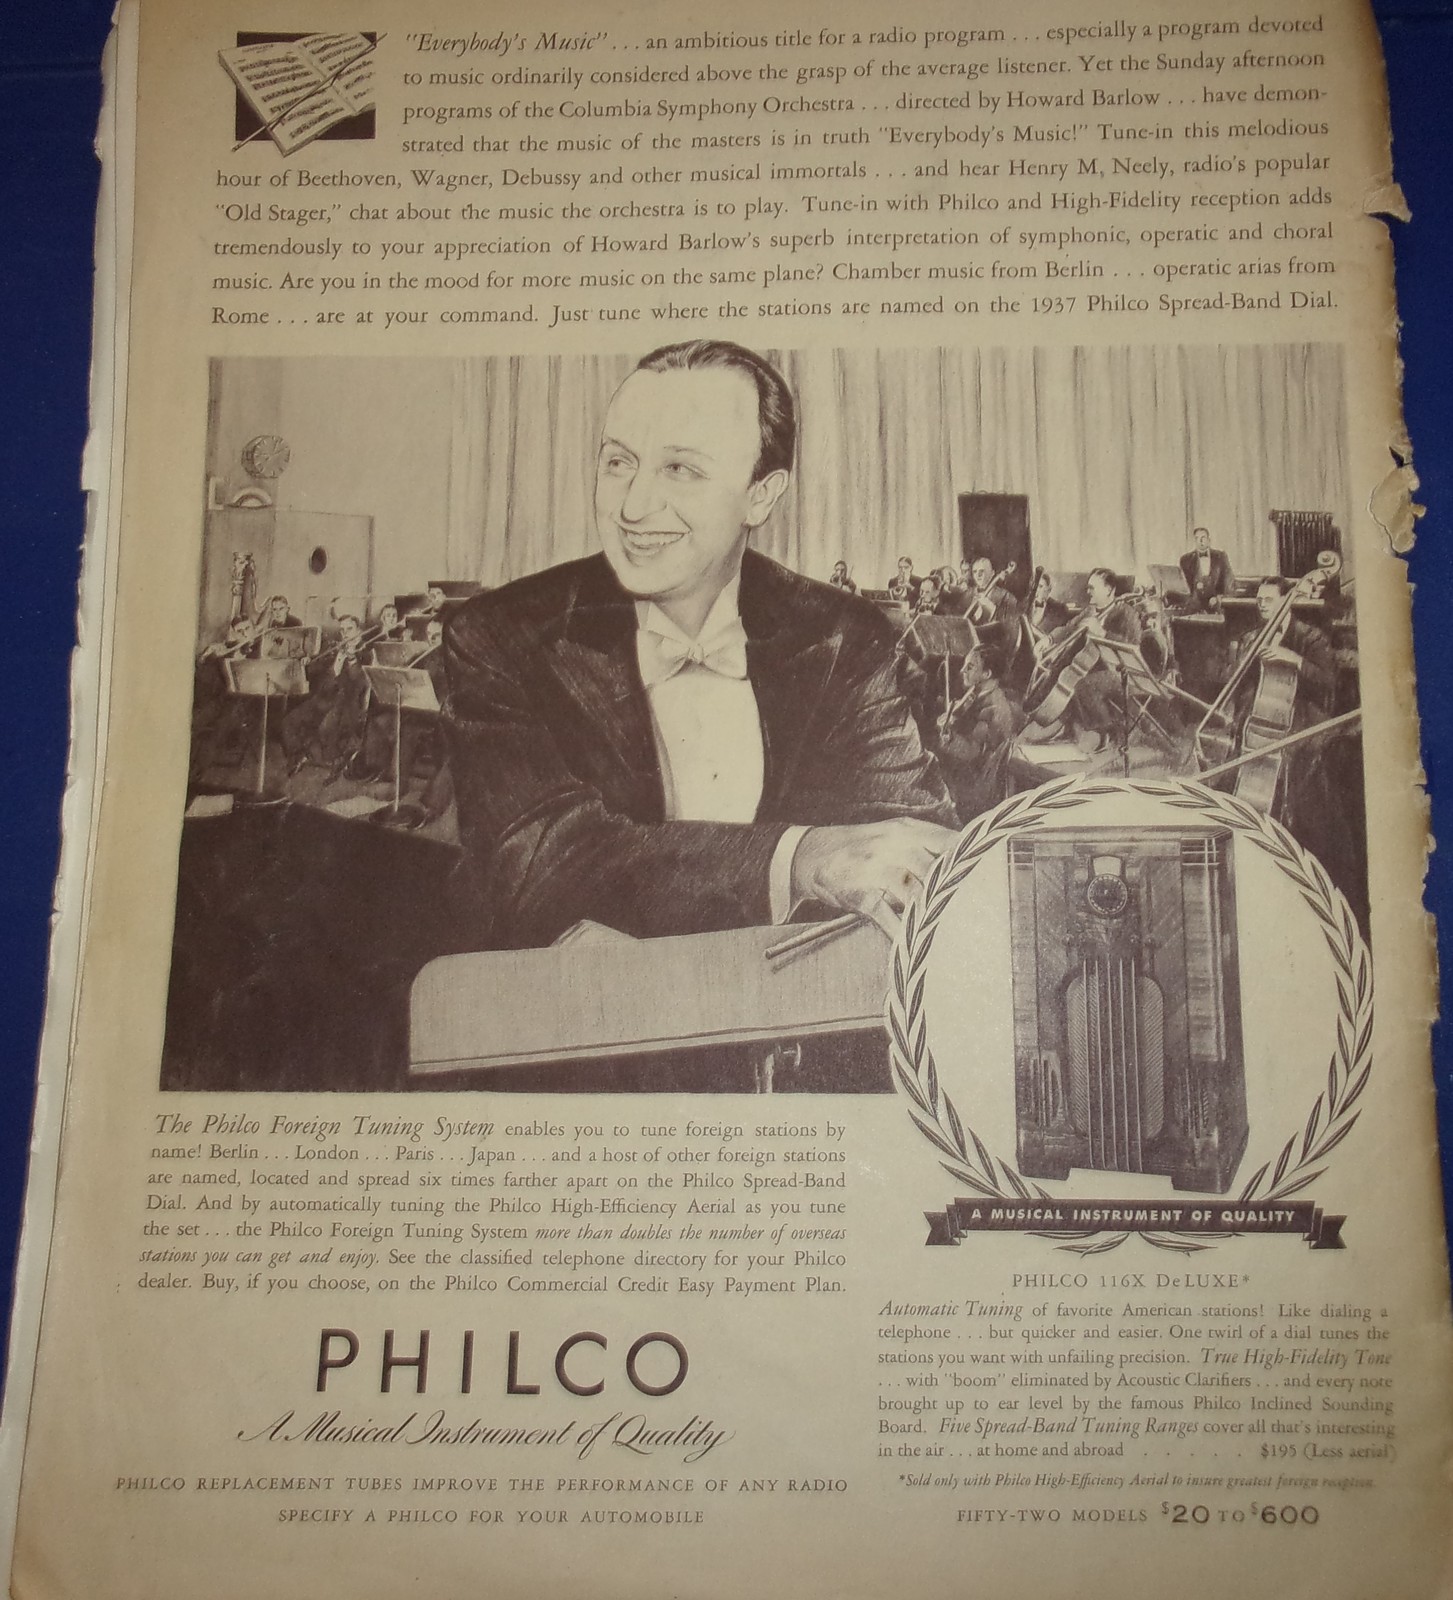 "Everybody's Music" . . . an ambitious title for a radio program . . . especially a program devoted
to music ordinarily considered above the grasp of the average listener. Yet the Sunday afternoon
programs of the Columbia Symphony Orchestra . . . directed by Howard Barlow . . . have demon-
strated that the music of the masters is in truth "Everybody's Music!" Tune-in this melodious
hour of Beethoven, Wagner, Debussy and other musical immortals . . . and hear Henry M. Neely, radio's popular
"Old Stager," chat about the music the orchestra is to play. Tune-in with Philco and High-Fidelity reception adds
tremendously to your appreciation of Howard Barlow's superb interpretation of symphonic, operatic and choral
music. Are you in the mood for more music on the same plane? Chamber music from Berlin . . . operatic arias from
Rome . . . are at your command. Just tune where the stations are named on the 1937 Philco Spread-Band Dial.
The Philco Foreign Tuning System enables you to tune foreign stations by
name! Berlin . . . London . . . Paris . . . Japan . . . and a host of other foreign stations
are named, located and spread six times farther apart on the Philco Spread-Band
Dial. And by automatically tuning the Philco High-Efficiency Aerial as you tune
the set . . . the Philco Foreign Tuning System more than doubles the number of overseas
stations you can get and enjoy. See the classified telephone directory for your Philco
dealer. Buy, if you choose, on the Philco Commercial Credit Easy Payment Plan.
PHILCO
A Musical Instrument of Quality
PHILCO REPLACEMENT TUBES IMPROVE THE PERFORMANCE OF ANY RADIO
SPECIFY A PHILCO FOR YOUR AUTOMOBILE
A MUSICAL INSTRUMENT OF QUALITY
PHILCO 116X DeLUXE*
Automatic Tuning of favorite American stations! Like dialing a
telephone . . . but quicker and easier. One twirl of a dial tunes the
stations you want with unfailing precision. True High-Fidelity Tone
. . . with "boom" eliminated by Acoustic Clarifiers . . . and every note
brought up to ear level by the famous Philco Inclined Sounding
Board. Five Spread-Band Tuning Ranges cover all that's interesting
in the air . . . at home and abroad . . . . . $195 (Less aerial)
*Sold only with Philco High-Efficiency Aerial to insure greatest foreign reception.
FIFTY-TWO MODELS $20 TO $600